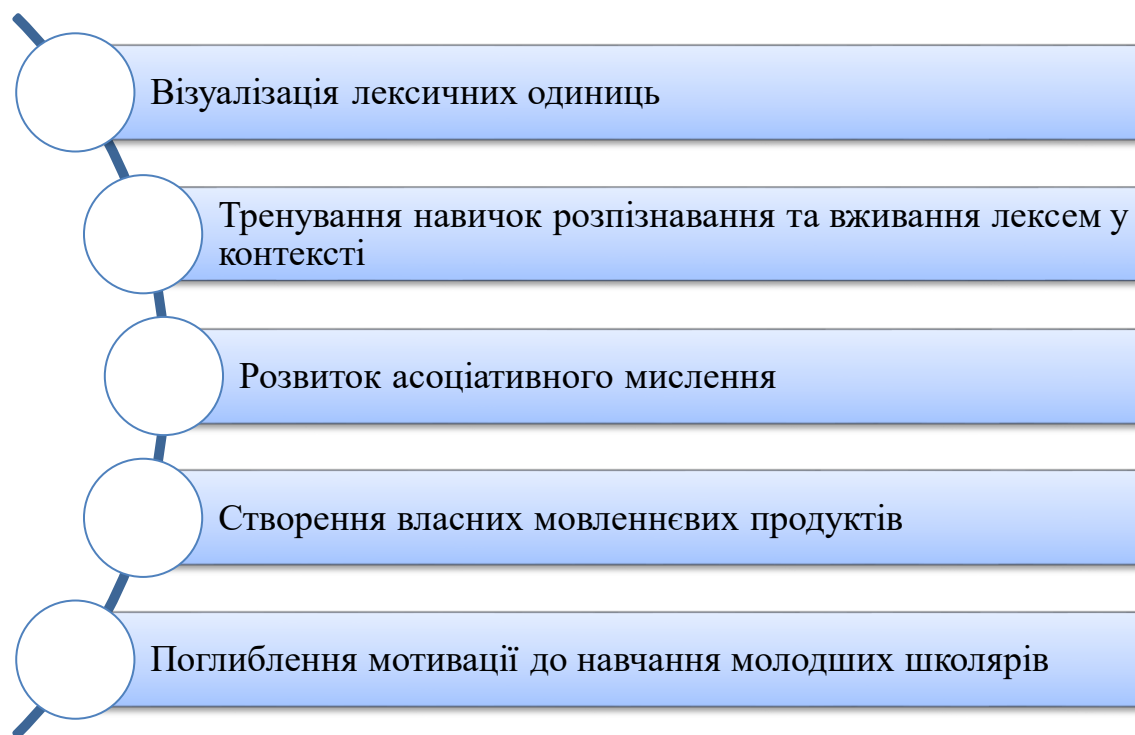 Візуалізація лексичних одиниць
Тренування навичок розпізнавання та вживання лексем у
контексті
Розвиток асоціативного мислення
Створення власних мовленнєвих продуктів
Поглиблення мотивації до навчання молодших школярів